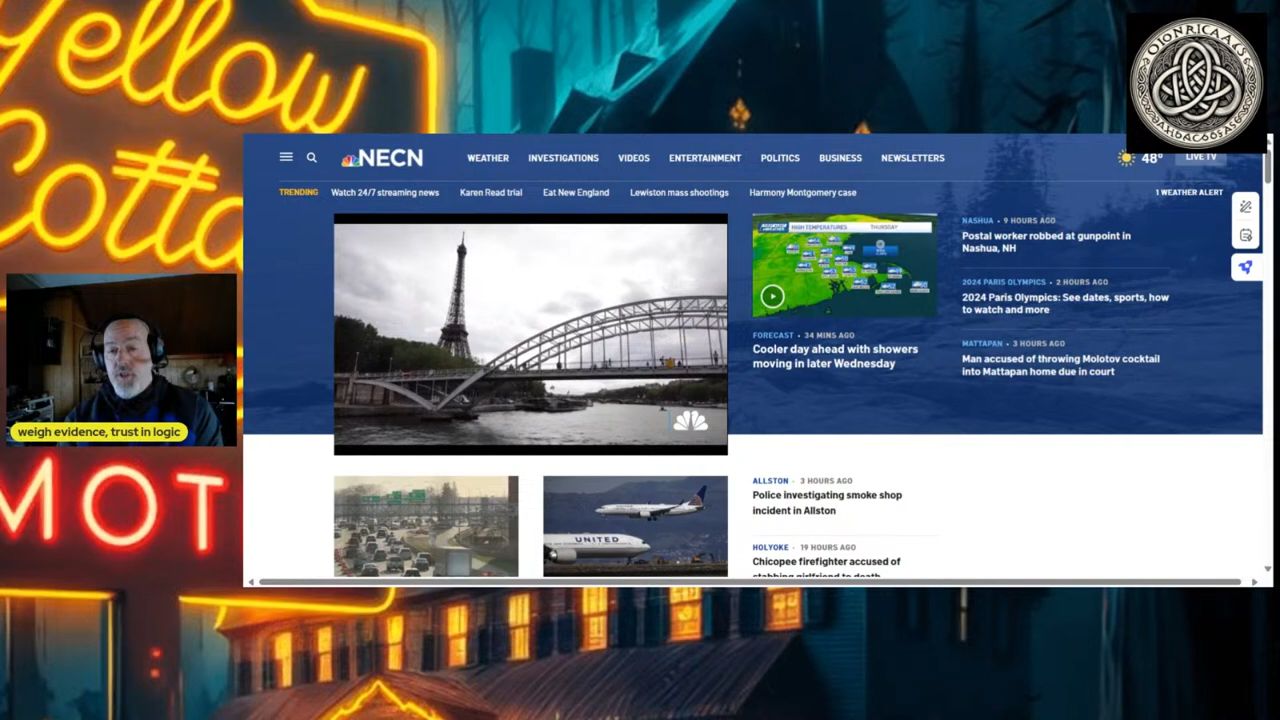 Yellow
Cotta
MOT
weigh evidence, trust in logic
NECN
WEATHER INVESTIGATIONS VIDEOS ENTERTAINMENT POLITICS BUSINESS NEWSLETTERS
48º
LIVE TV
TRENDING Watch 24/7 streaming news Karen Read trial Eat New England Lewiston mass shootings Harmony Montgomery case
1 WEATHER ALERT
HIGH TEMPERATURES THURSDAY
FORECAST • 34 MINS AGO
Cooler day ahead with showers
moving in later Wednesday
NASHUA • 9 HOURS AGO
Postal worker robbed at gunpoint in
Nashua, NH
2024 PARIS OLYMPICS • 2 HOURS AGO
2024 Paris Olympics: See dates, sports, how
to watch and more
MATTAPAN • 3 HOURS AGO
Man accused of throwing Molotov cocktail
into Mattapan home due in court
UNITED
ALLSTON · 3 HOURS AGO
Police investigating smoke shop
incident in Allston
HOLYOKE · 19 HOURS AGO
Chicopee firefighter accused of
stabbing girlfriend to death